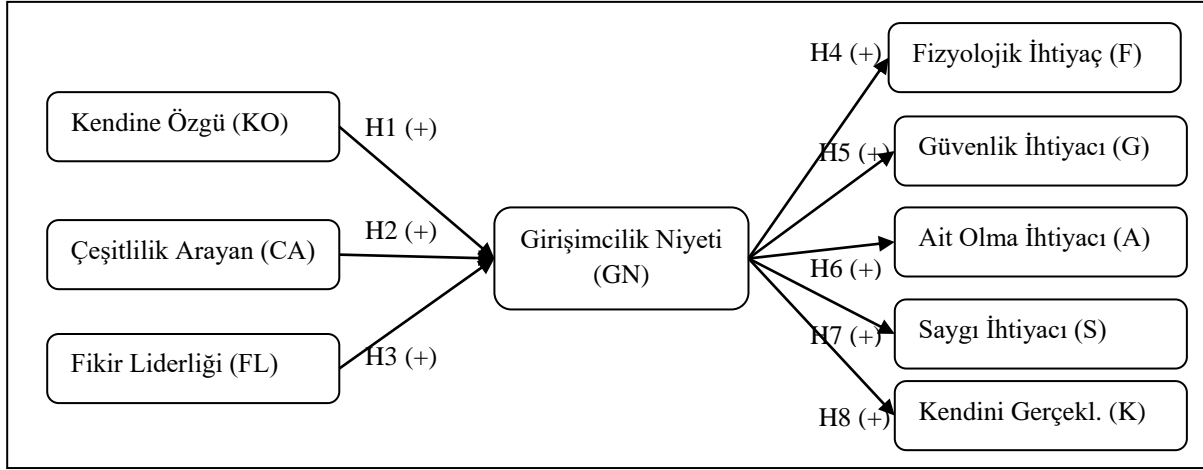 Kendine Özgü (KO)
Çeşitlilik Arayan (CA)
Fikir Liderliği (FL)
H1 (+)
H2 (+)
H3 (+)
Girişimcilik Niyeti
(GN)
H4 (+)
H5 (+)
H6 (+)
H7 (+)
H8 (+)
Fizyolojik İhtiyaç (F)
Güvenlik İhtiyacı (G)
Ait Olma İhtiyacı (A)
Saygı İhtiyacı (S)
Kendini Gerçekl. (K)